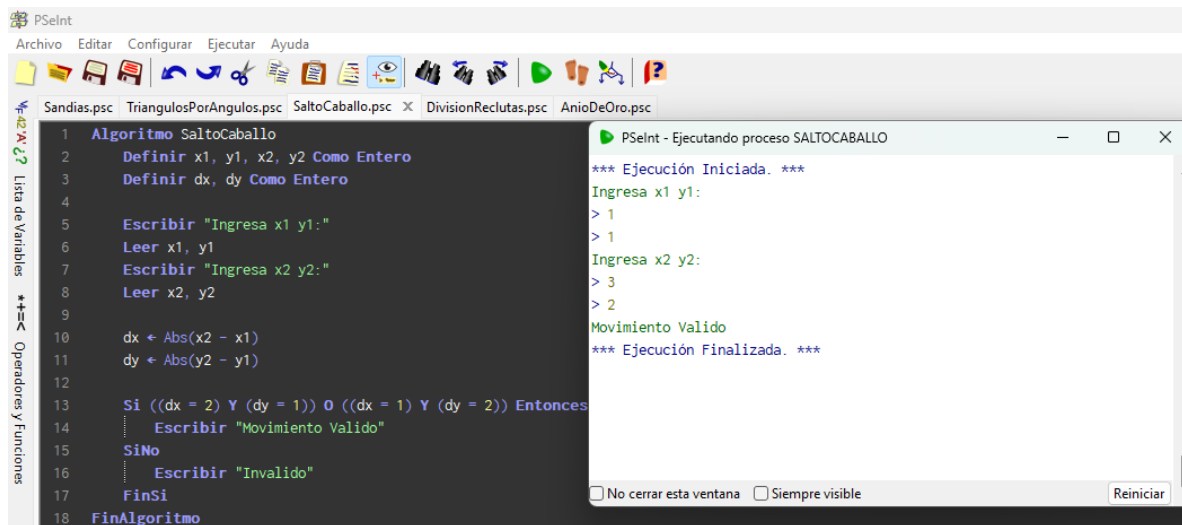 PSeInt
Archivo Editar Configurar Ejecutar Ayuda
Sandias.psc TriangulosPorAngulos.psc SaltoCaballo.psc X DivisionReclutas.psc AnioDeOro.psc
*+=< Operadores y Funciones
42 'A' ¿? Lista de Variables
1 Algoritmo SaltoCaballo
2 Definir x1, y1, x2, y2 Como Entero
3 Definir dx, dy Como Entero
4
5 Escribir "Ingresa x1 y1:"
6 Leer x1, y1
7 Escribir "Ingresa x2 y2:"
8 Leer x2, y2
9
10 dx ← Abs(x2 - x1)
11 dy ← Abs(y2 - y1)
12
13 Si ((dx = 2) Y (dy = 1)) O ((dx = 1) Y (dy = 2)) Entonces
14 Escribir "Movimiento Valido"
15 SiNo
16 Escribir "Invalido"
17 FinSi
18 FinAlgoritmo
PSeInt - Ejecutando proceso SALTOCABALLO
*** Ejecución Iniciada. ***
Ingresa x1 y1:
> 1
> 1
Ingresa x2 y2:
> 3
> 2
Movimiento Valido
*** Ejecución Finalizada. ***
No cerrar esta ventana Siempre visible Reiniciar